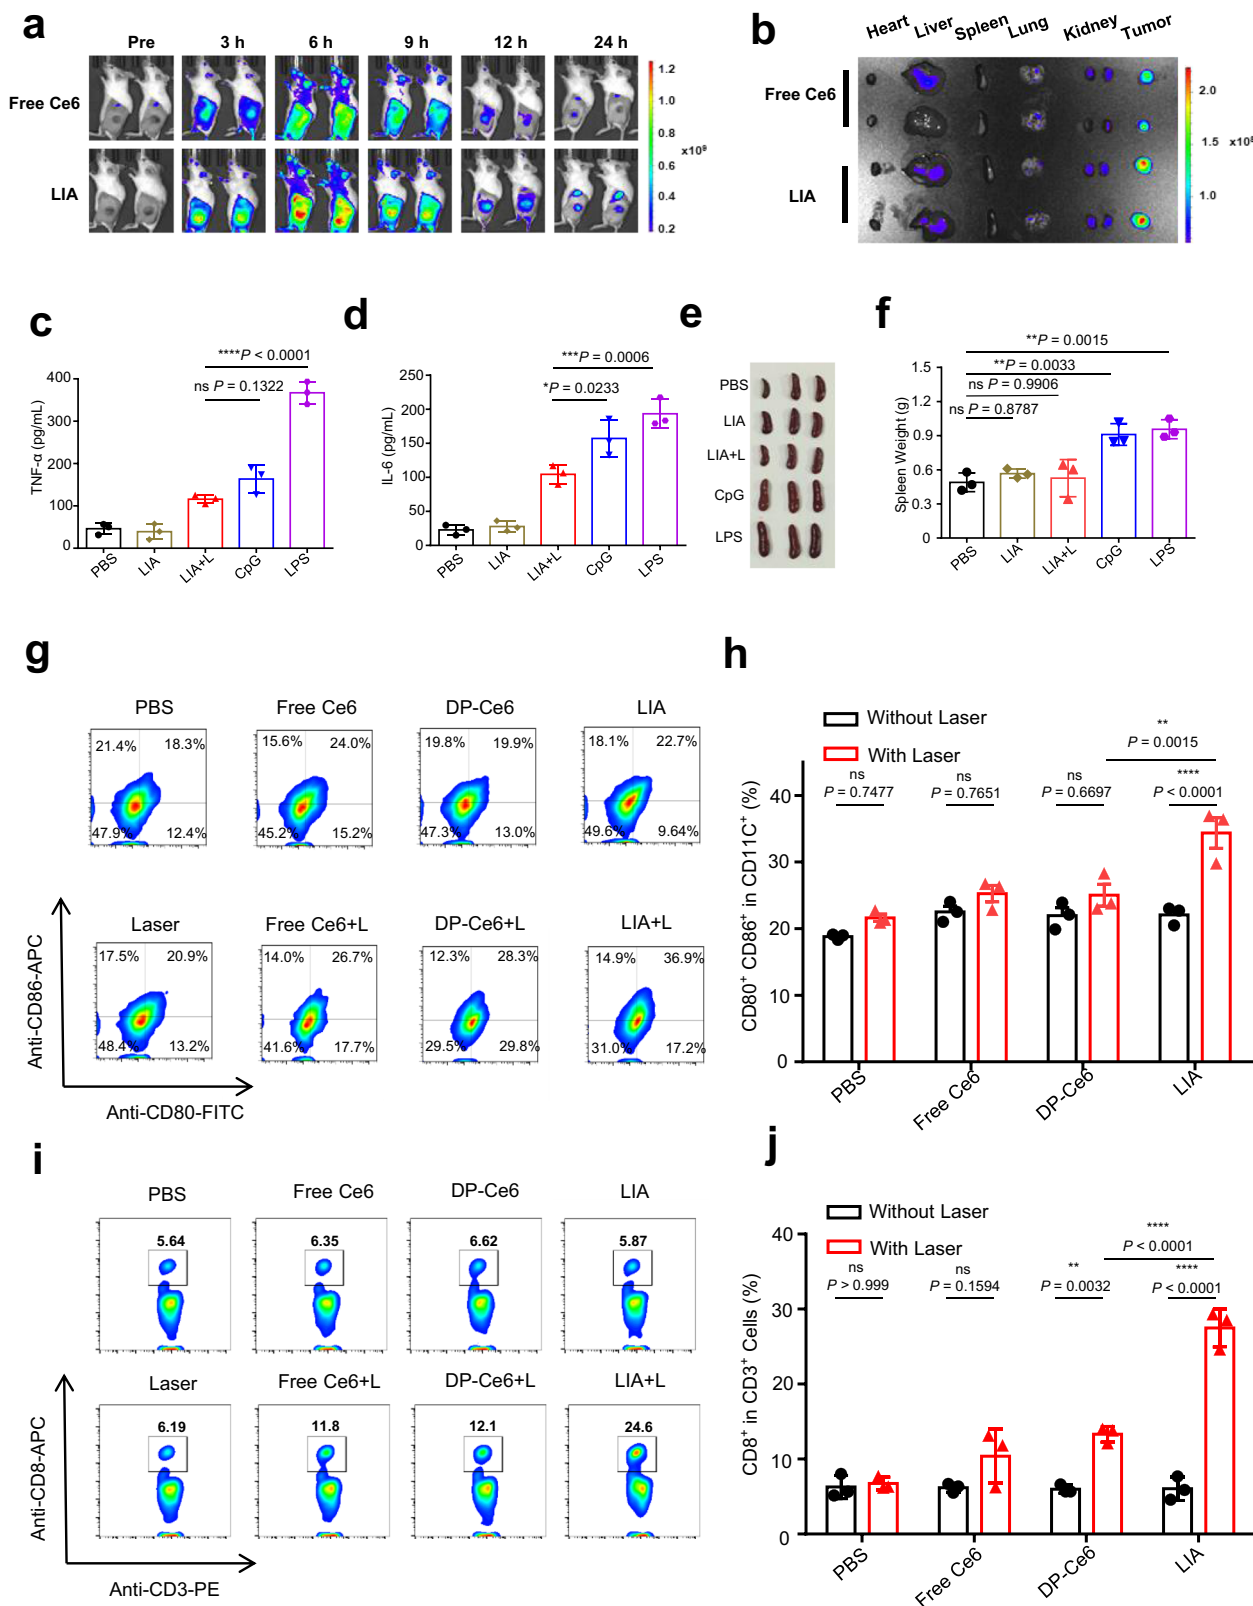 a
Pre 3 h 6 h 9 h 12 h 24 h
Free Ce6
LIA
1.2
1.0
0.8
x10⁹
0.6
0.4
0.2
b
Heart Liver Spleen Lung Kidney Tumor
Free Ce6
LIA
2.0
1.5
x10⁸
1.0
c
TNF-α (pg/mL)
****P < 0.0001
ns P = 0.1322
400
300
200
100
0
PBS LIA LIA+L CpG LPS
d
IL-6 (pg/mL)
***P = 0.0006
*P = 0.0233
250
200
150
100
50
0
PBS LIA LIA+L CpG LPS
e
PBS
LIA
LIA+L
CpG
LPS
f
Spleen Weight (g)
**P = 0.0015
**P = 0.0033
ns P = 0.9906
ns P = 0.8787
1.5
1.2
0.9
0.6
0.3
0
PBS LIA LIA+L CpG LPS
g
PBS Free Ce6 DP-Ce6 LIA
21.4% 18.3% 15.6% 24.0% 19.8% 19.9% 18.1% 22.7%
47.9% 12.4% 45.2% 15.2% 47.3% 13.0% 49.6% 9.64%
Laser Free Ce6+L DP-Ce6+L LIA+L
17.5% 20.9% 14.0% 26.7% 12.3% 28.3% 14.9% 36.9%
48.4% 13.2% 41.6% 17.7% 29.5% 29.8% 31.0% 17.2%
Anti-CD86-APC
Anti-CD80-FITC
h
Without Laser
With Laser
CD80⁺ CD86⁺ in CD11C⁺ (%)
**
P = 0.0015
ns ns ns ****
P = 0.7477 P = 0.7651 P = 0.6697 P < 0.0001
40
30
20
10
0
PBS Free Ce6 DP-Ce6 LIA
i
PBS Free Ce6 DP-Ce6 LIA
5.64 6.35 6.62 5.87
Laser Free Ce6+L DP-Ce6+L LIA+L
6.19 11.8 12.1 24.6
Anti-CD8-APC
Anti-CD3-PE
j
Without Laser
With Laser
CD8⁺ in CD3⁺ Cells (%)
****
P < 0.0001
ns ns ** ****
P > 0.999 P = 0.1594 P = 0.0032 P < 0.0001
40
30
20
10
0
PBS Free Ce6 DP-Ce6 LIA